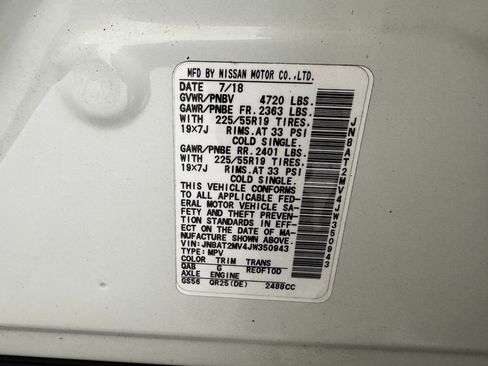 MFD BY NISSAN MOTOR CO.,LTD.
DATE 7/18
GVWR/PNBV 4720 LBS.
GAWR/PNBE FR. 2363 LBS.
WITH 225/55R19 TIRES.
19×7J RIMS. AT 33 PSI
COLD SINGLE.
GAWR/PNBE RR. 2401 LBS.
WITH 225/55R19 TIRES.
19×7J RIMS. AT 33 PSI
COLD SINGLE.
THIS VEHICLE CONFORMS
TO ALL APPLICABLE FED-
ERAL MOTOR VEHICLE SA-
FETY AND THEFT PREVEN-
TION STANDARDS IN EFF-
ECT ON THE DATE OF MA-
NUFACTURE SHOWN ABOVE.
VIN:JN8AT2MV4JW350943
TYPE:MPV
COLOR TRIM TRANS
QAB G RE0F10D
AXLE ENGINE
GS56 QR25(DE) 2488CC
JN8AT2MV4JW350943